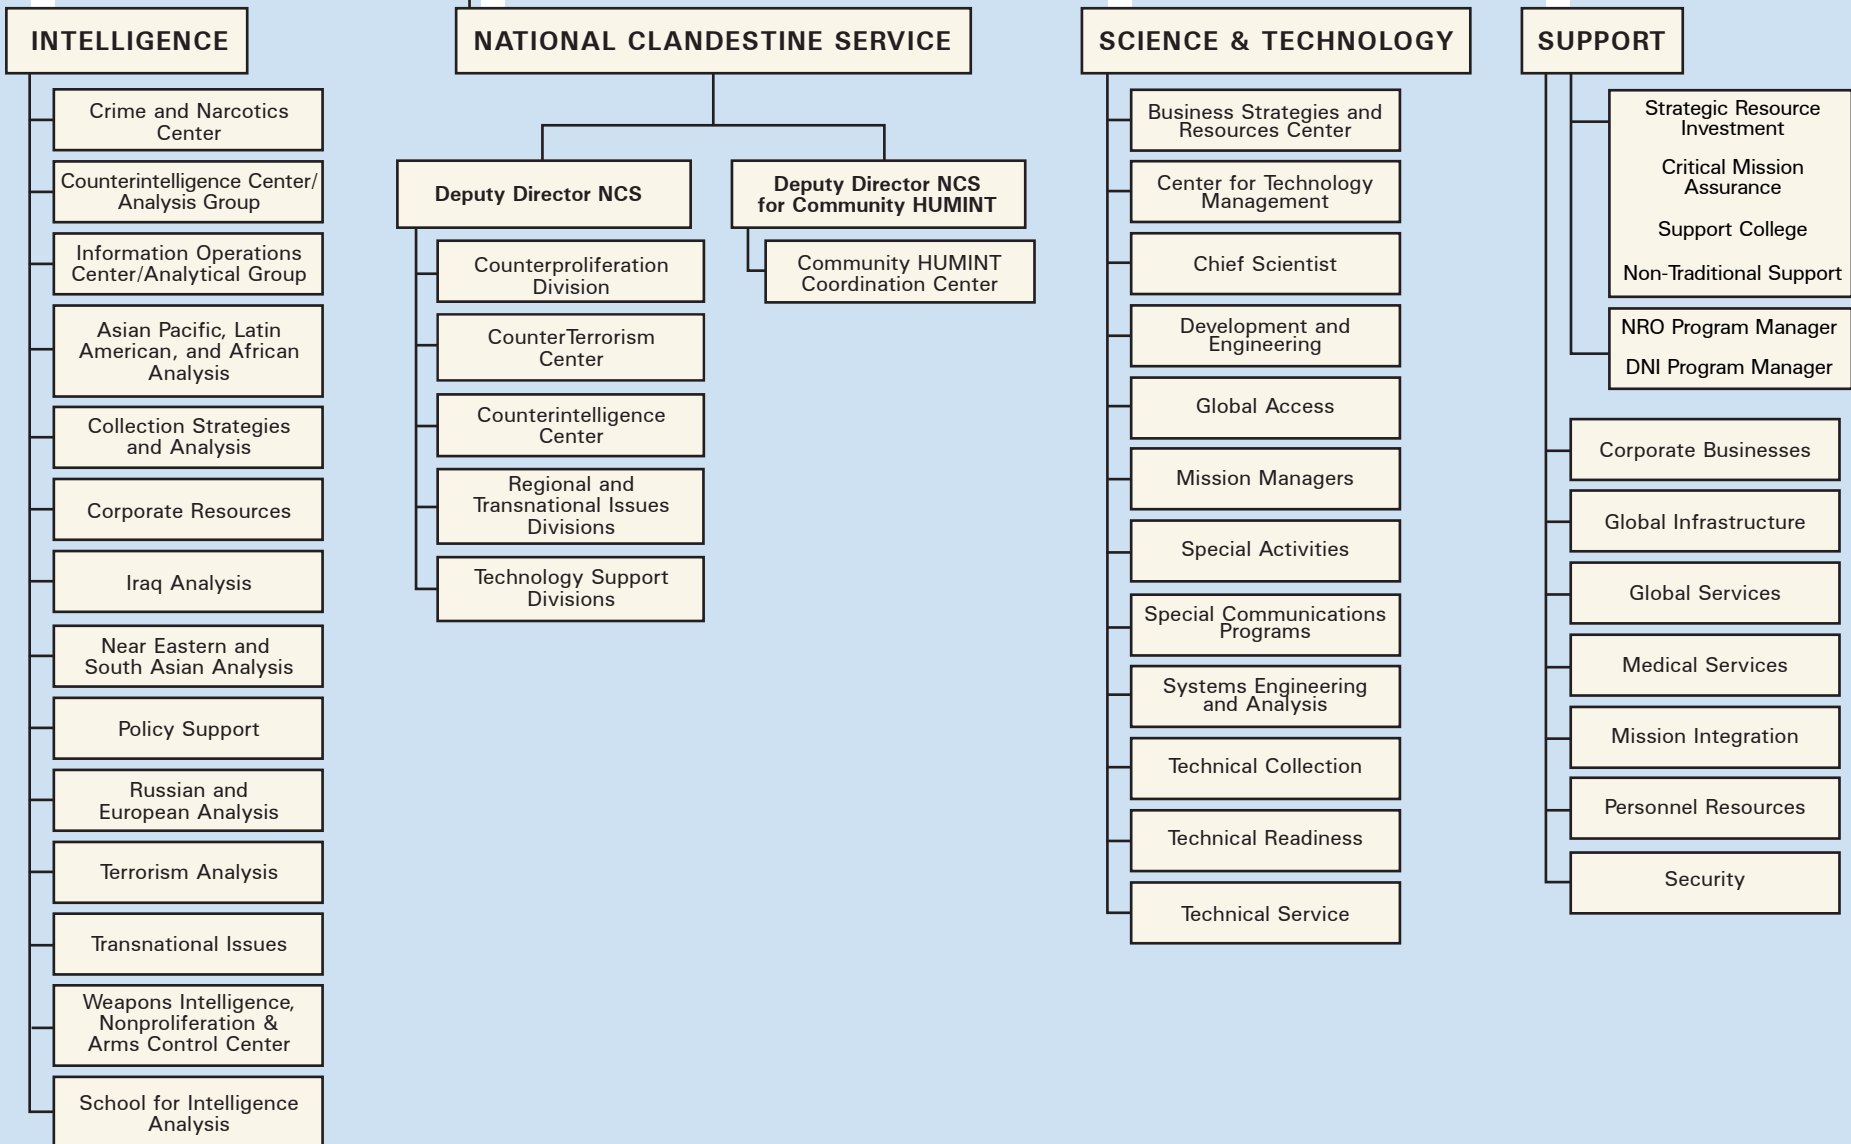 INTELLIGENCE
Crime and Narcotics
Center
Counterintelligence Center/
Analysis Group
Information Operations
Center/Analytical Group
Asian Pacific, Latin
American, and African
Analysis
Collection Strategies
and Analysis
Corporate Resources
Iraq Analysis
Near Eastern and
South Asian Analysis
Policy Support
Russian and
European Analysis
Terrorism Analysis
Transnational Issues
Weapons Intelligence,
Nonproliferation &
Arms Control Center
School for Intelligence
Analysis
NATIONAL CLANDESTINE SERVICE
Deputy Director NCS
Counterproliferation
Division
CounterTerrorism
Center
Counterintelligence
Center
Regional and
Transnational Issues
Divisions
Technology Support
Divisions
Deputy Director NCS
for Community HUMINT
Community HUMINT
Coordination Center
SCIENCE & TECHNOLOGY
Business Strategies and
Resources Center
Center for Technology
Management
Chief Scientist
Development and
Engineering
Global Access
Mission Managers
Special Activities
Special Communications
Programs
Systems Engineering
and Analysis
Technical Collection
Technical Readiness
Technical Service
SUPPORT
Strategic Resource
Investment
Critical Mission
Assurance
Support College
Non-Traditional Support
NRO Program Manager
DNI Program Manager
Corporate Businesses
Global Infrastructure
Global Services
Medical Services
Mission Integration
Personnel Resources
Security